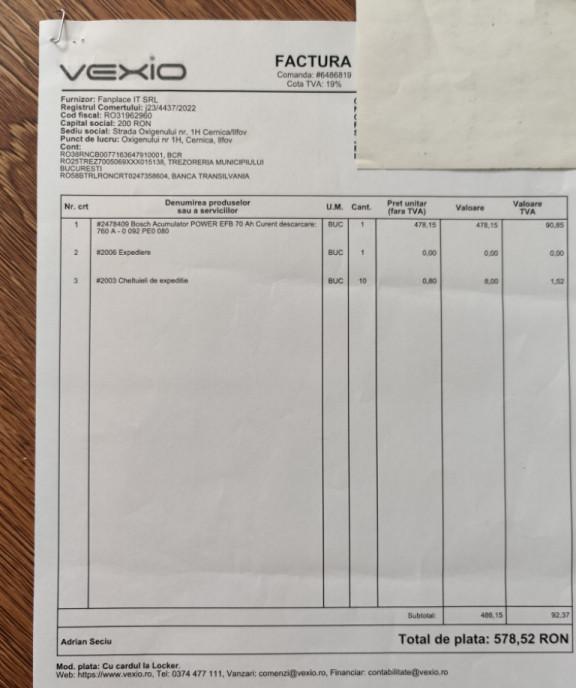 VEXIO
FACTURA
Comanda: #6486819
Cota TVA: 19%
Furnizor: Fanplace IT SRL
Registrul Comertului: j23/4437/2022
Cod fiscal: RO31962960
Capital social: 200 RON
Sediu social: Strada Oxigenului nr. 1H Cernica/Ilfov
Punct de lucru: Oxigenului nr 1H, Cernica, Ilfov
Cont:
RO38RNCB0077163647910001, BCR
RO25TREZ7005069XXX015138, TREZORERIA MUNICIPIULUI
BUCURESTI
RO58BTRLRONCRT0247358604, BANCA TRANSILVANIA
Nr. crt Denumirea produselor sau a serviciilor U.M. Cant. Pret unitar (fara TVA) Valoare Valoare TVA
1 #2478409 Bosch Acumulator POWER EFB 70 Ah Curent descarcare: BUC 1 478,15 478,15 90,85
760 A - 0 092 PE0 080
2 #2006 Expediere BUC 1 0,00 0,00 0,00
3 #2003 Cheltuieli de expeditie BUC 10 0,80 8,00 1,52
Subtotal: 486,15 92,37
Adrian Seciu Total de plata: 578,52 RON
Mod. plata: Cu cardul la Locker.
Web: https://www.vexio.ro, Tel: 0374 477 111, Vanzari: comenzi@vexio.ro, Financiar: contabilitate@vexio.ro